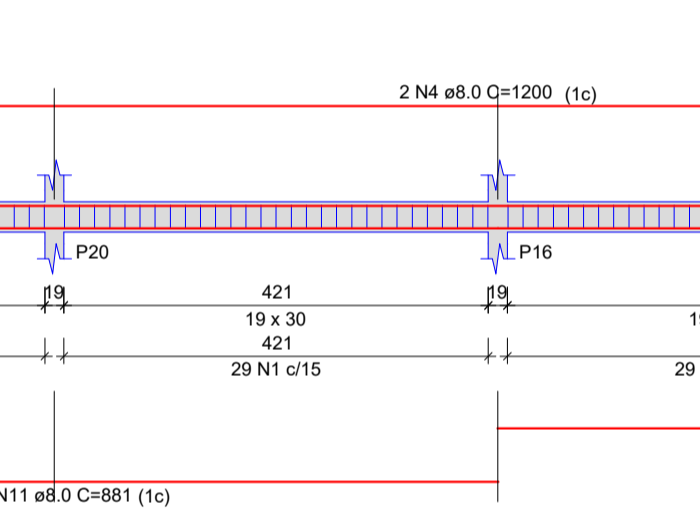 2 N4 ø8.0 C=1200 (1c)
P20
P16
19
421
19
19 x 30
421
29 N1 c/15
29
N11 ø8.0 C=881 (1c)